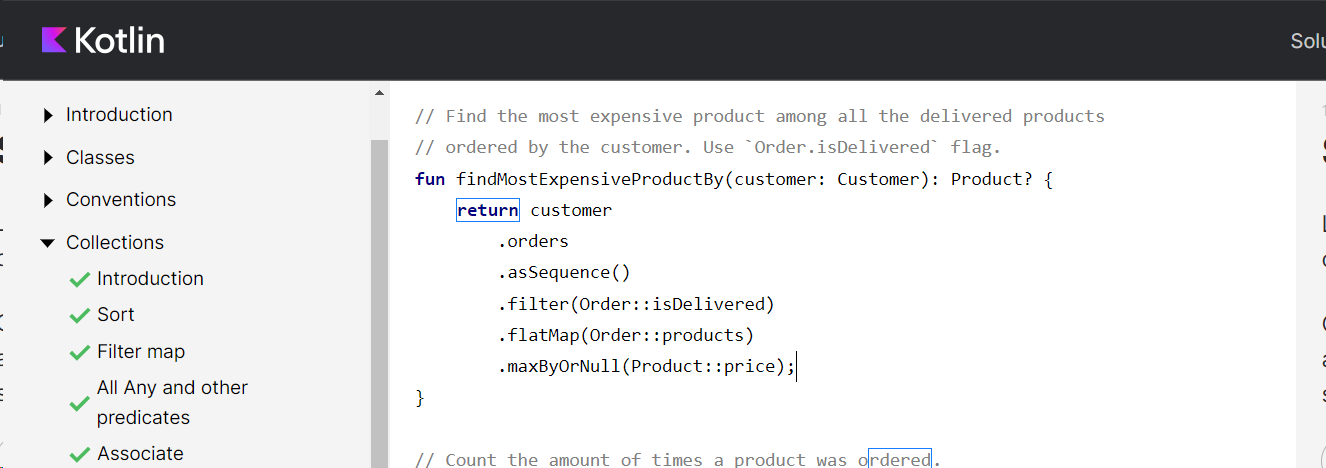 Kotlin
Solu
Introduction
Classes
Conventions
Collections
Introduction
Sort
Filter map
All Any and other
predicates
Associate
// Find the most expensive product among all the delivered products
// ordered by the customer. Use `Order.isDelivered` flag.
fun findMostExpensiveProductBy(customer: Customer): Product? {
    return customer
        .orders
        .asSequence()
        .filter(Order::isDelivered)
        .flatMap(Order::products)
        .maxByOrNull(Product::price);
}
// Count the amount of times a product was ordered.